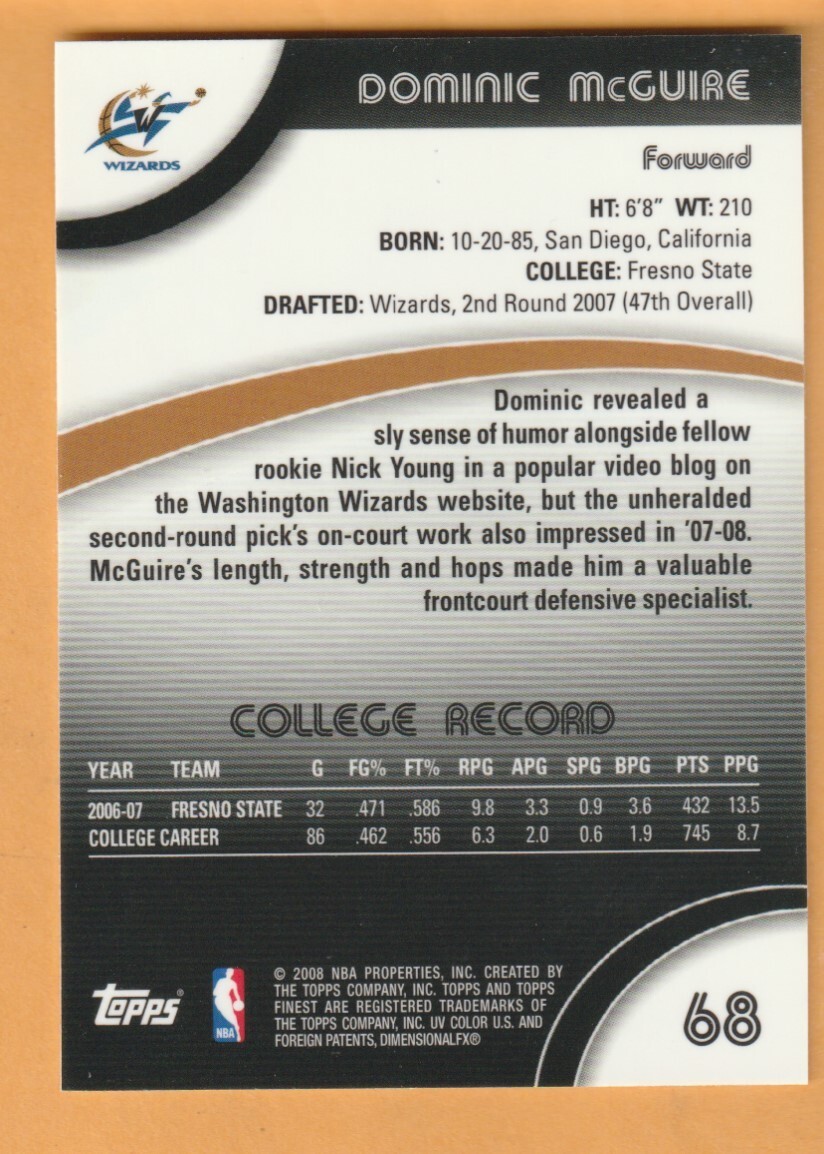 DOMINIC McGUIRE
W
WIZARDS
Forward
HT: 6'8" WT: 210
BORN: 10-20-85, San Diego, California
COLLEGE: Fresno State
DRAFTED: Wizards, 2nd Round 2007 (47th Overall)
Dominic revealed a
sly sense of humor alongside fellow
rookie Nick Young in a popular video blog on
the Washington Wizards website, but the unheralded
second-round pick's on-court work also impressed in '07-08.
McGuire's length, strength and hops made him a valuable
frontcourt defensive specialist.
COLLEGE RECORD
YEAR TEAM G FG% FT% RPG APG SPG BPG PTS PPG
2006-07 FRESNO STATE 32 .471 .586 9.8 3.3 0.9 3.6 432 13.5
COLLEGE CAREER 86 .462 .556 6.3 2.0 0.6 1.9 745 8.7
© 2008 NBA PROPERTIES, INC. CREATED BY
THE TOPPS COMPANY, INC. TOPPS AND TOPPS
FINEST ARE REGISTERED TRADEMARKS OF
THE TOPPS COMPANY, INC. UV COLOR U.S. AND
FOREIGN PATENTS, DIMENSIONALFX®
Topps®
NBA
68